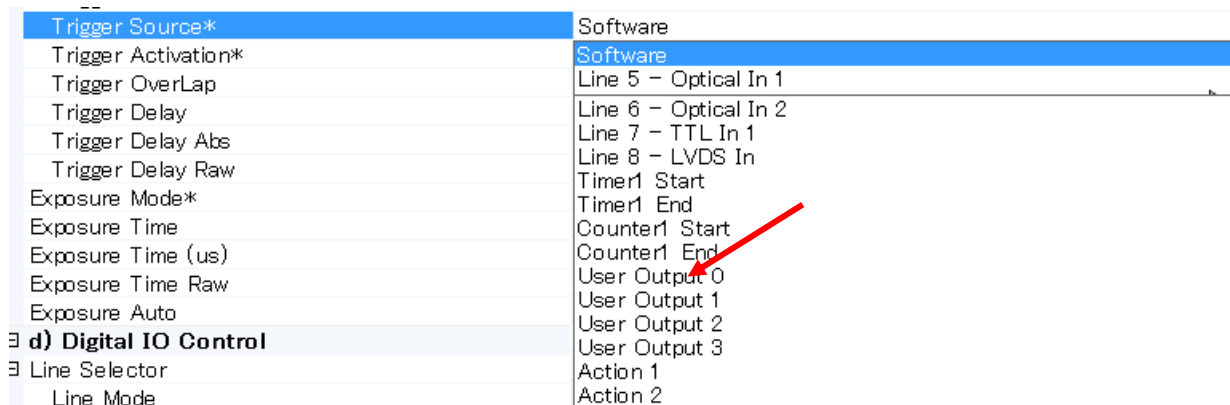 Trigger Source* Software
Trigger Activation* Software
Trigger OverLap Line 5 - Optical In 1
Trigger Delay Line 6 - Optical In 2
Trigger Delay Abs Line 7 - TTL In 1
Trigger Delay Raw Line 8 - LVDS In
Exposure Mode* Timer1 Start
Timer1 End
Exposure Time Counter1 Start
Exposure Time (us) Counter1 End
Exposure Time Raw User Output 0
Exposure Auto User Output 1
d) Digital IO Control User Output 2
User Output 3
Line Selector Action 1
Line Mode Action 2